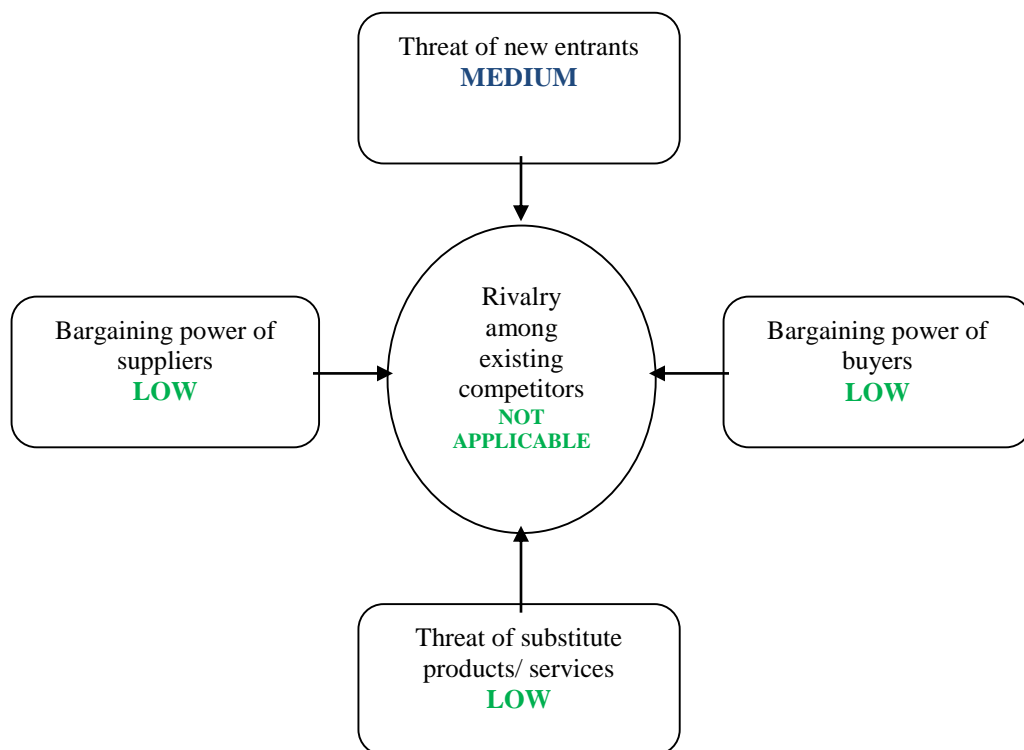 Threat of new entrants
MEDIUM
Bargaining power of
suppliers
LOW
Rivalry
among
existing
competitors
NOT
APPLICABLE
Bargaining power of
buyers
LOW
Threat of substitute
products/ services
LOW